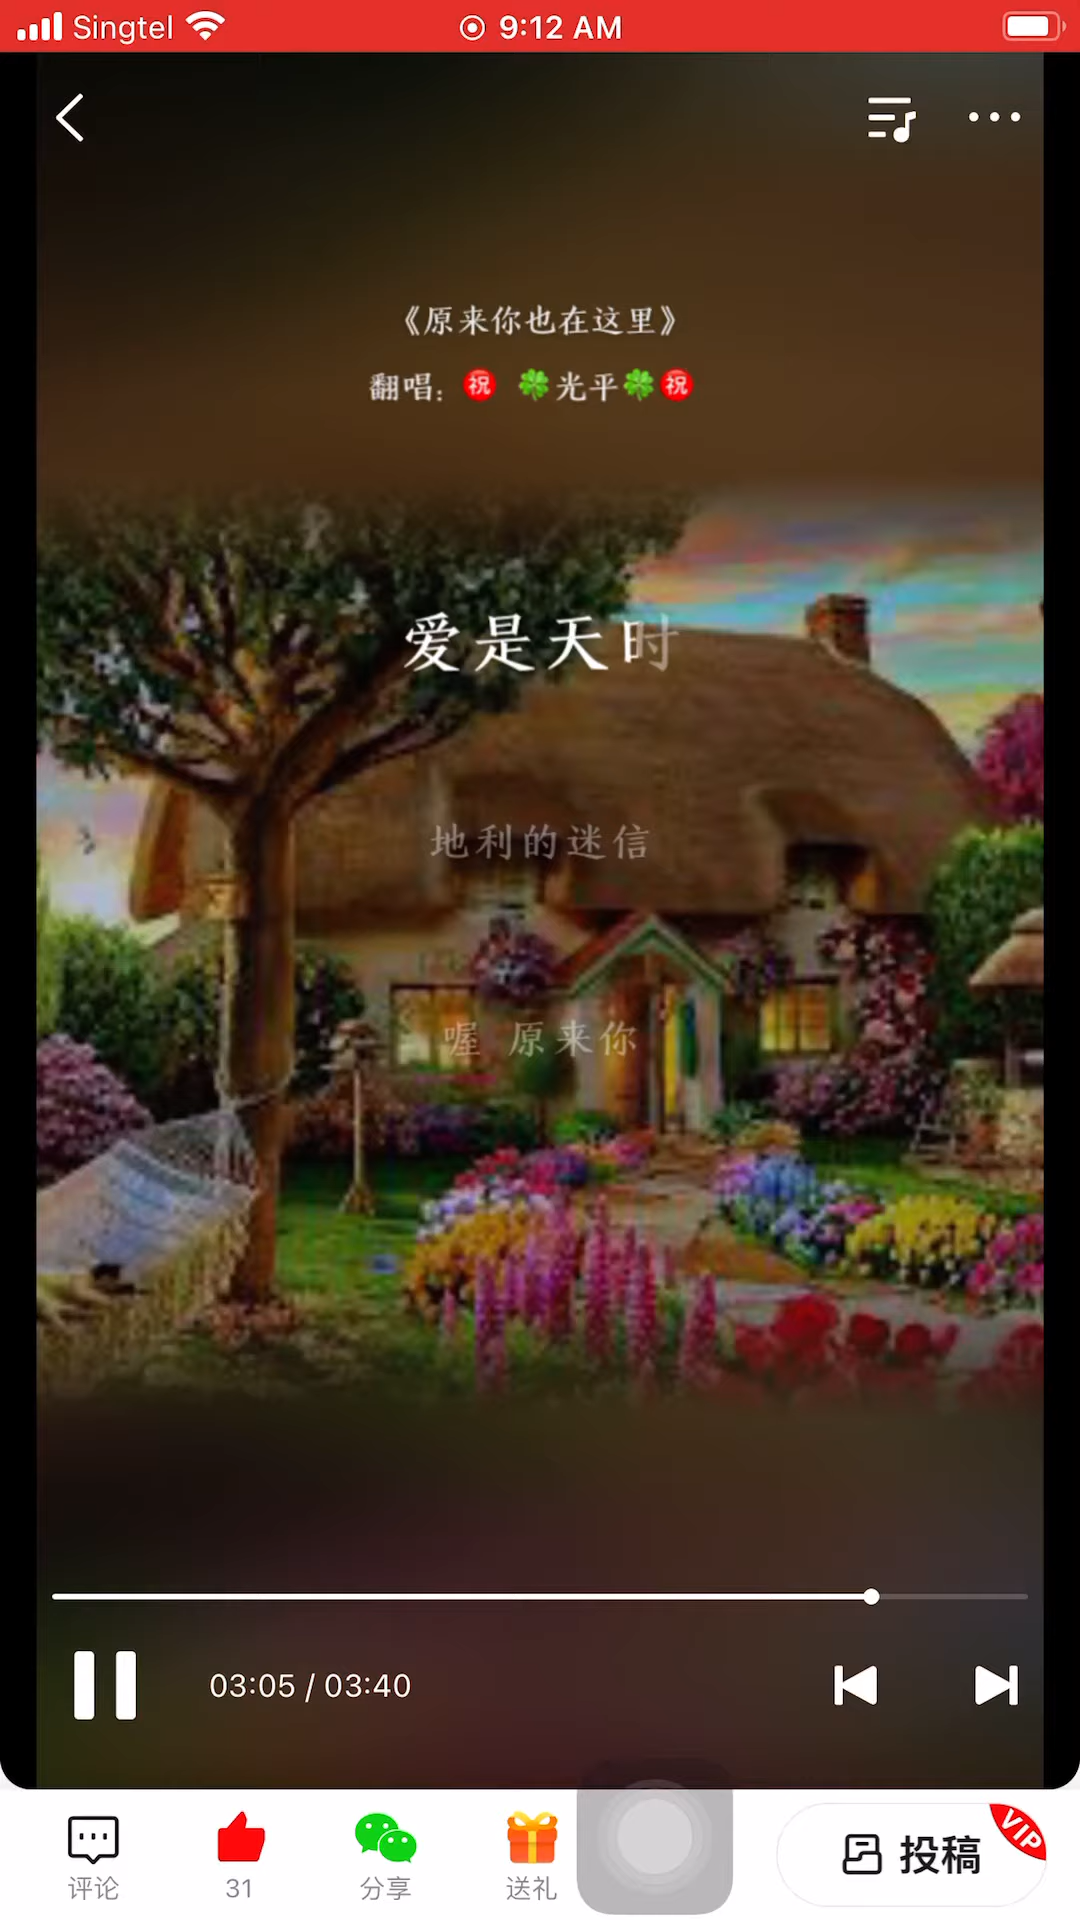 Singtel 9:12 AM
《原来你也在这里》
翻唱: ㊗ 🍀光平🍀㊗
爱是天时
地利的迷信
喔 原来你
03:05 / 03:40
评论
31
分享
送礼
投稿
VIP